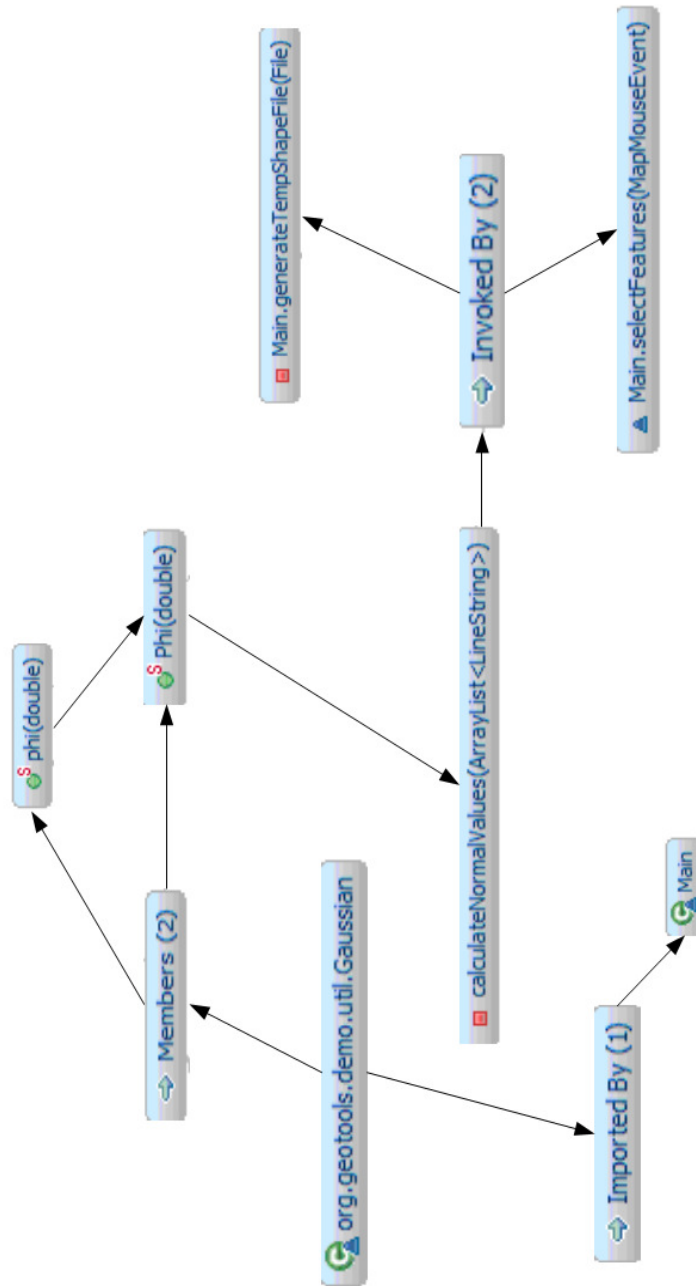 phi(double)
Members (2)
Phi(double)
org.geotools.demo.util.Gaussian
Main.generateTempShapeFile(File)
calculateNormalValues(ArrayList<LineString>)
Invoked By (2)
Imported By (1)
Main
Main.selectFeatures(MapMouseEvent)